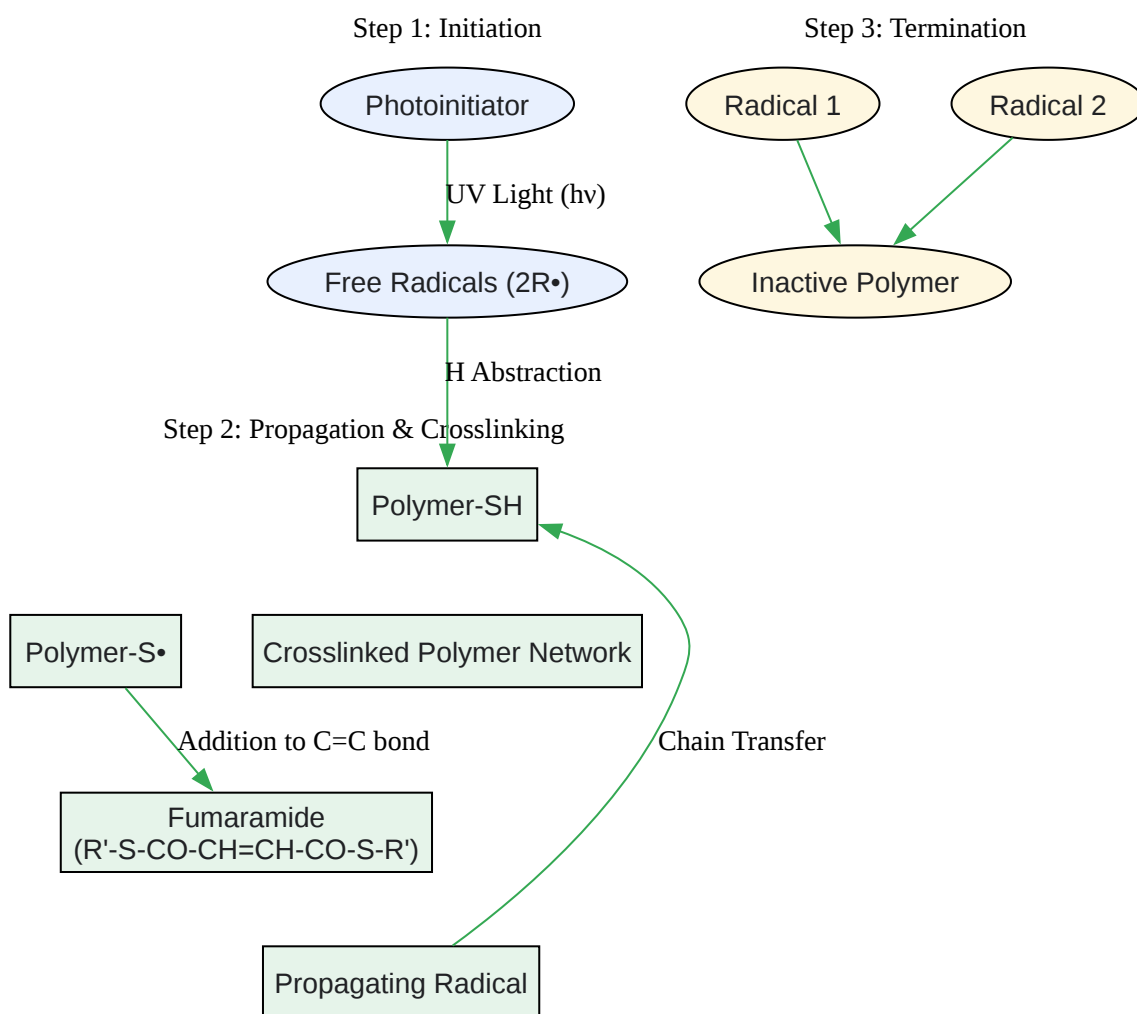 Step 1: Initiation
Step 3: Termination
Photoinitiator
Radical 1
Radical 2
UV Light (hν)
Free Radicals (2R•)
Inactive Polymer
H Abstraction
Step 2: Propagation & Crosslinking
Polymer-SH
Polymer-S•
Crosslinked Polymer Network
Addition to C=C bond
Chain Transfer
Fumaramide
(R'-S-CO-CH=CH-CO-S-R')
Propagating Radical